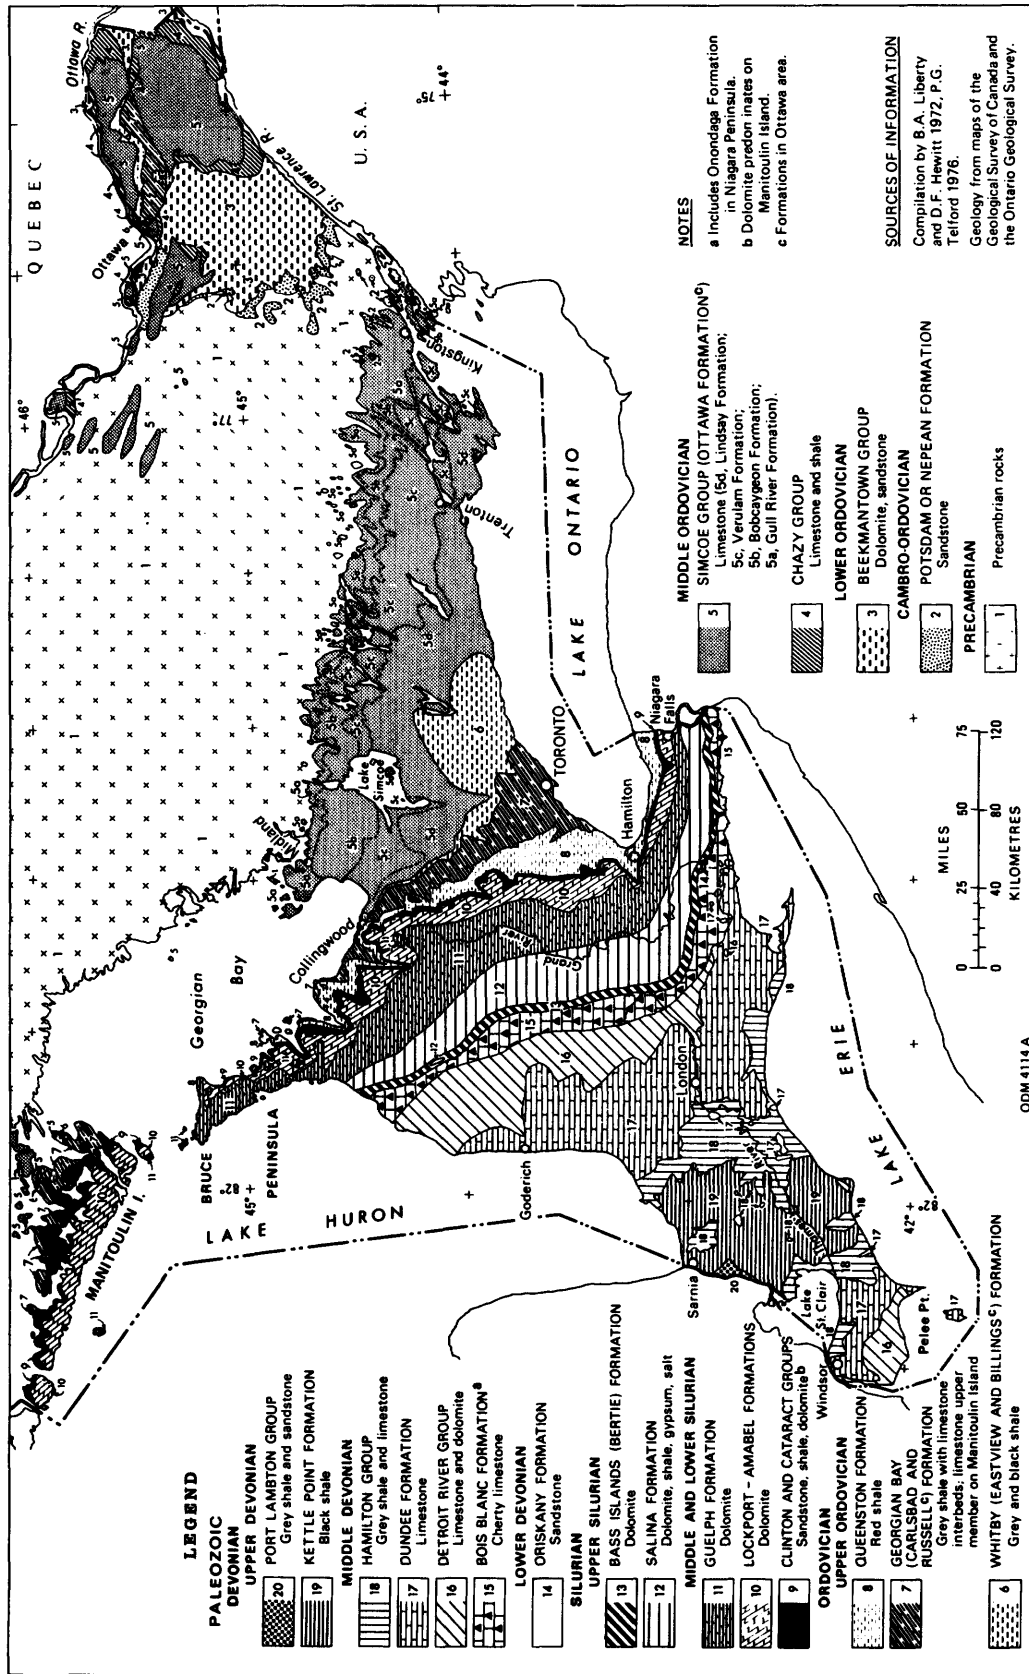 LEGEND
PALEOZOIC
DEVONIAN
UPPER DEVONIAN
20 PORT LAMBTON GROUP
Grey shale and sandstone
19 KETTLE POINT FORMATION
Black shale
MIDDLE DEVONIAN
18 HAMILTON GROUP
Grey shale and limestone
17 DUNDEE FORMATION
Limestone
16 DETROIT RIVER GROUP
Limestone and dolomite
15 BOIS BLANC FORMATION a
Cherty limestone
LOWER DEVONIAN
14 ORISKANY FORMATION
Sandstone
SILURIAN
UPPER SILURIAN
13 BASS ISLANDS (BERTIE) FORMATION
Dolomite
12 SALINA FORMATION
Dolomite, shale, gypsum, salt
MIDDLE AND LOWER SILURIAN
11 GUELPH FORMATION
Dolomite
10 LOCKPORT - AMABEL FORMATIONS
Dolomite
9 CLINTON AND CATARACT GROUPS
Sandstone, shale, dolomite b
ORDOVICIAN
UPPER ORDOVICIAN
8 QUEENSTON FORMATION
Red shale
7 GEORGIAN BAY
(CARLSBAD AND
RUSSELL c) FORMATION
Grey shale with limestone
interbeds; limestone upper
member on Manitoulin Island
6 WHITBY (EASTVIEW AND BILLINGS c) FORMATION
Grey and black shale
MIDDLE ORDOVICIAN
5 SIMCOE GROUP (OTTAWA FORMATION c)
Limestone (5d, Lindsay Formation;
5c, Verulam Formation;
5b, Bobcaygeon Formation;
5a, Gull River Formation).
4 CHAZY GROUP
Limestone and shale
LOWER ORDOVICIAN
3 BEEKMANTOWN GROUP
Dolomite, sandstone
CAMBRO-ORDOVICIAN
2 POTSDAM OR NEPEAN FORMATION
Sandstone
PRECAMBRIAN
1 Precambrian rocks
NOTES
a Includes Onondaga Formation
in Niagara Peninsula.
b Dolomite predominates on
Manitoulin Island.
c Formations in Ottawa area.
SOURCES OF INFORMATION
Compilation by B.A. Liberty
and D.F. Hewitt 1972, P.G.
Telford 1976.
Geology from maps of the
Geological Survey of Canada and
the Ontario Geological Survey.
MANITOULIN I.
BRUCE
PENINSULA
LAKE HURON
Georgian
Bay
Collingwood
Midland
Lake
Simcoe
QUEBEC
Ottawa
Ottawa R.
St. Lawrence R.
U.S.A.
Kingston
Trenton
LAKE ONTARIO
TORONTO
Hamilton
Niagara
Falls
Grand
River
Goderich
London
Sarnia
Thames
River
Lake
St. Clair
Windsor
Pelee Pt.
LAKE ERIE
46°
77°
45°
75°
44°
82°
45°
42°
82°
MILES
0 25 50 75
0 40 80 120
KILOMETRES
ODM 4114 A